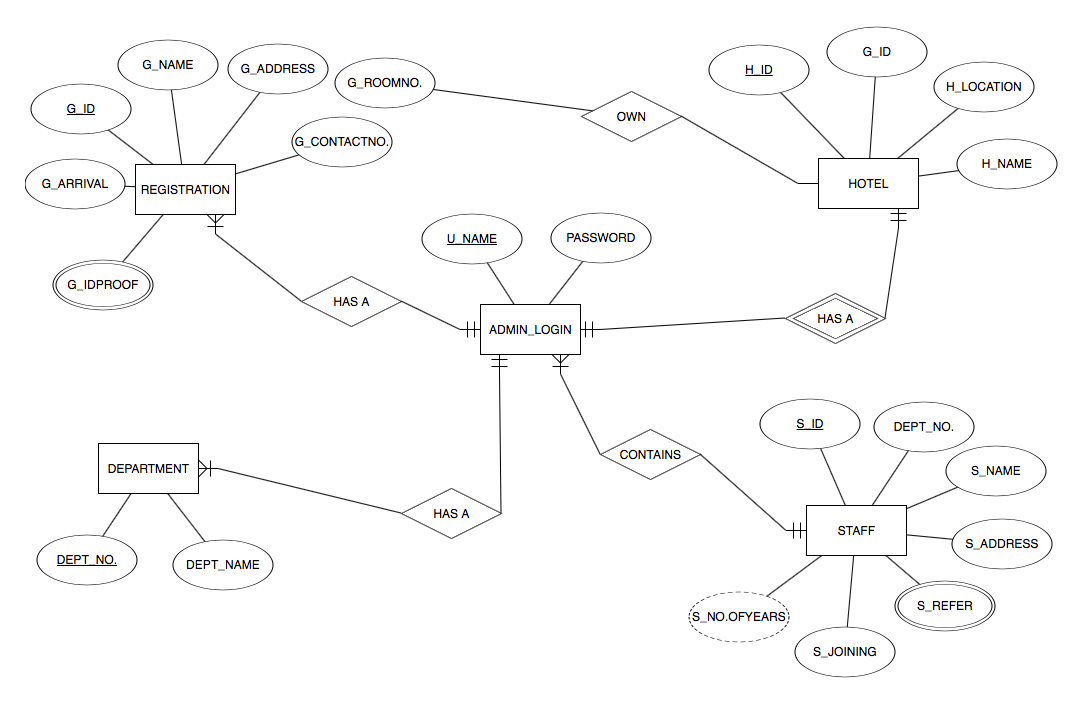 G_NAME
G_ADDRESS
G_ROOMNO.
H_ID
G_ID
H_LOCATION
G_ID
OWN
G_CONTACTNO.
H_NAME
G_ARRIVAL
REGISTRATION
HOTEL
U_NAME
PASSWORD
G_IDPROOF
HAS A
ADMIN_LOGIN
HAS A
S_ID
DEPT_NO.
CONTAINS
S_NAME
DEPARTMENT
HAS A
STAFF
S_ADDRESS
DEPT_NO.
DEPT_NAME
S_REFER
S_NO.OFYEARS
S_JOINING